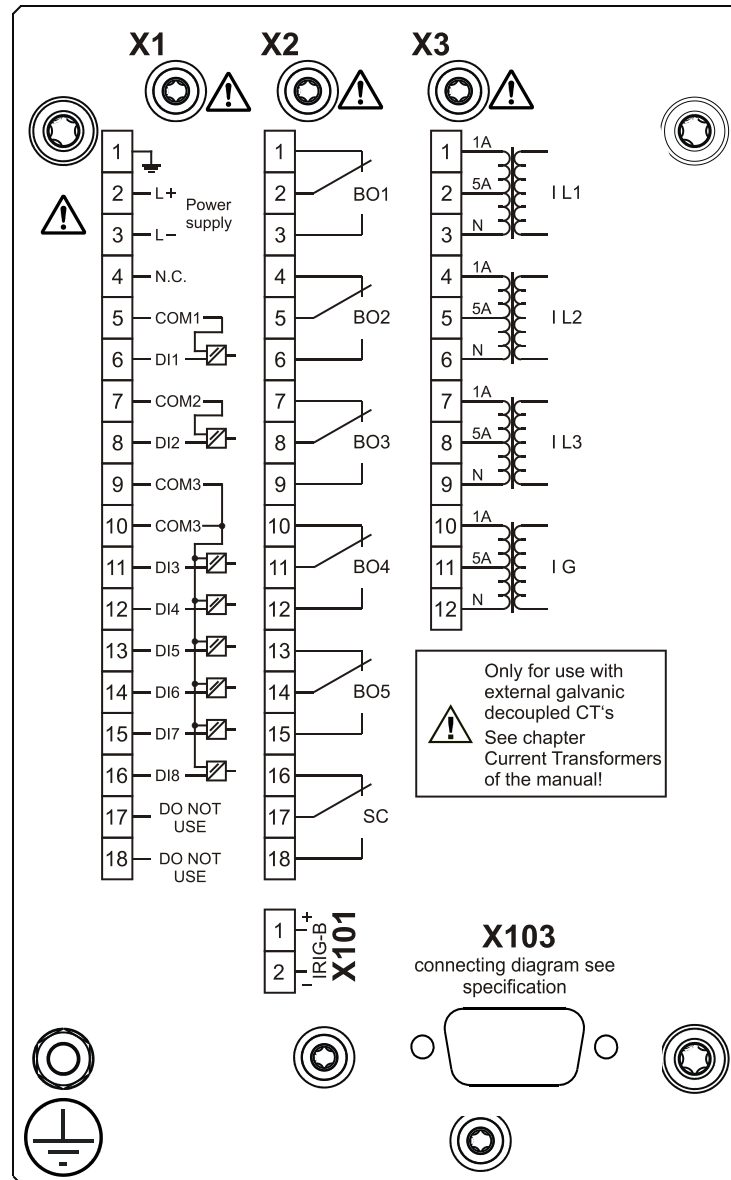 X1
X2
X3
1
2 L+
Power
supply
3 L–
4 N.C.
5 COM1
6 DI1
7 COM2
8 DI2
9 COM3
10 COM3
11 DI3
12 DI4
13 DI5
14 DI6
15 DI7
16 DI8
17 DO NOT
USE
18 DO NOT
USE
1
2 BO1
3
4
5 BO2
6
7
8 BO3
9
10
11 BO4
12
13
14 BO5
15
16
17 SC
18
1 1A
2 5A I L1
3 N
4 1A
5 5A I L2
6 N
7 1A
8 5A I L3
9 N
10 1A
11 5A I G
12 N
Only for use with
external galvanic
decoupled CT‘s
See chapter
Current Transformers
of the manual!
1 +
2 –
IRIG-B
X101
X103
connecting diagram see
specification